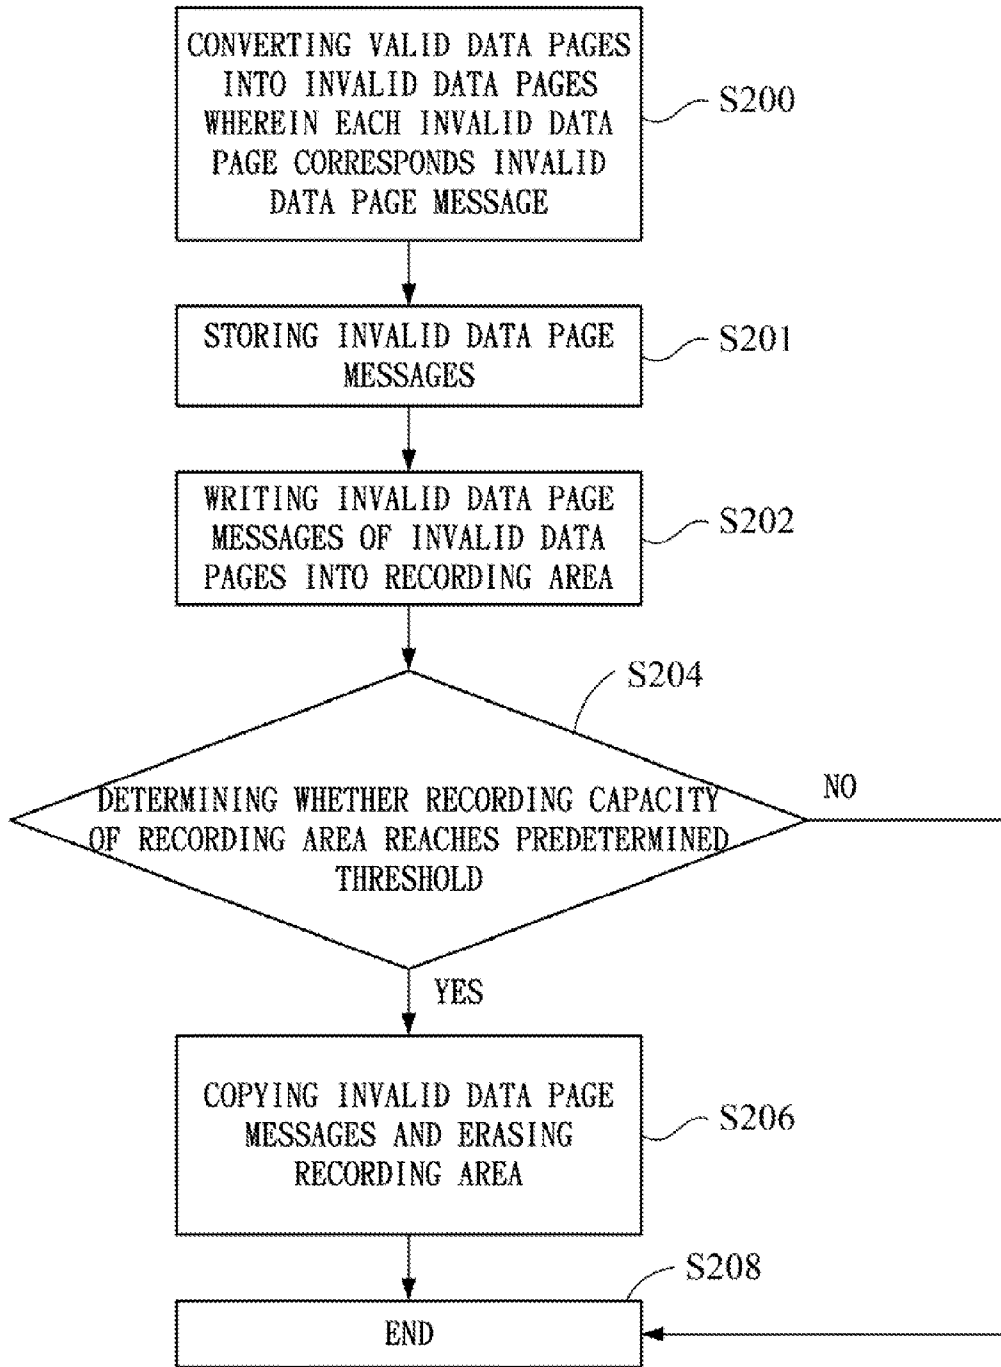 CONVERTING VALID DATA PAGES
INTO INVALID DATA PAGES
WHEREIN EACH INVALID DATA
PAGE CORRESPONDS INVALID
DATA PAGE MESSAGE
S200
STORING INVALID DATA PAGE
MESSAGES
S201
WRITING INVALID DATA PAGE
MESSAGES OF INVALID DATA
PAGES INTO RECORDING AREA
S202
S204
DETERMINING WHETHER RECORDING CAPACITY
OF RECORDING AREA REACHES PREDETERMINED
THRESHOLD
NO
YES
COPYING INVALID DATA PAGE
MESSAGES AND ERASING
RECORDING AREA
S206
S208
END